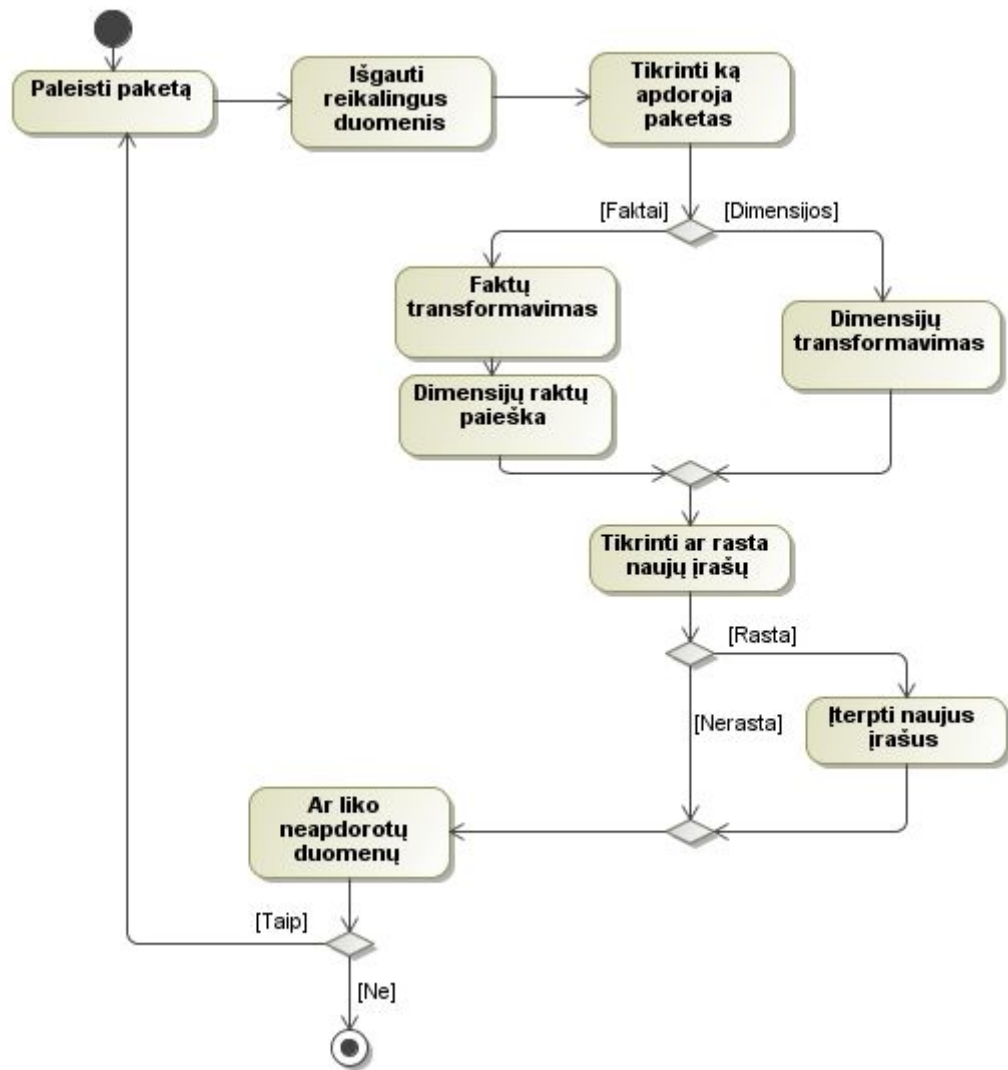 Paleisti paketą
Išgauti
reikalingus
duomenis
Tikrinti ką
apdoroja
paketas
[Faktai]
[Dimensijos]
Faktų
transformavimas
Dimensijų
transformavimas
Dimensijų raktų
paieška
Tikrinti ar rasta
naujų įrašų
[Rasta]
[Nerasta]
Įterpti naujus
įrašus
Ar liko
neapdorotų
duomenų
[Taip]
[Ne]